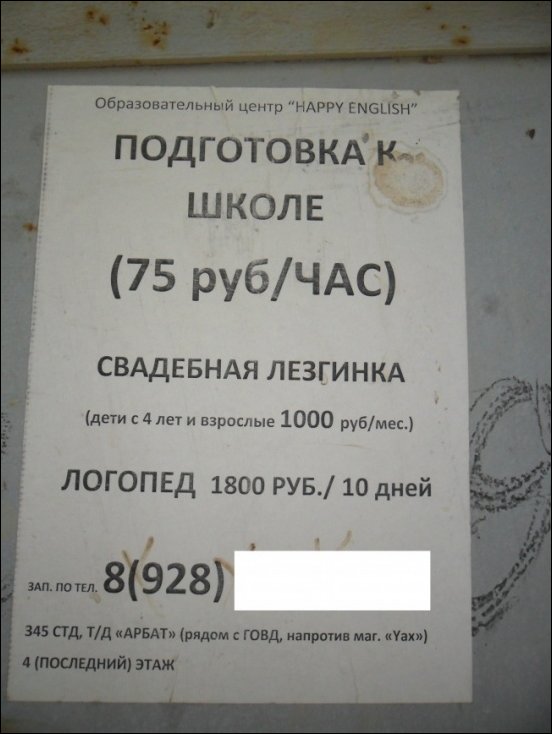 Образовательный центр "HAPPY ENGLISH"
ПОДГОТОВКА К
ШКОЛЕ
(75 руб/ЧАС)
СВАДЕБНАЯ ЛЕЗГИНКА
(дети с 4 лет и взрослые 1000 руб/мес.)
ЛОГОПЕД 1800 РУБ./ 10 дней
ЗАП. ПО ТЕЛ. 8(928)
345 СТД, Т/Д «АРБАТ» (рядом с ГОВД, напротив маг. «Yax»)
4 (ПОСЛЕДНИЙ) ЭТАЖ